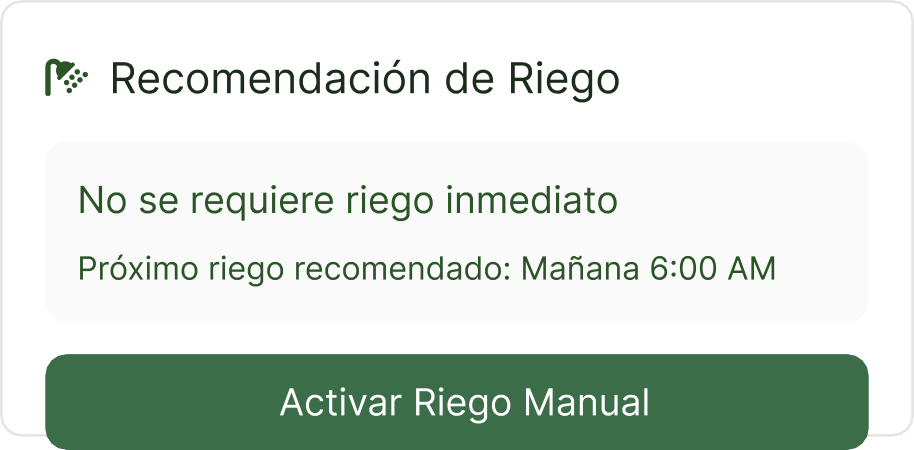 Recomendación de Riego
No se requiere riego inmediato
Próximo riego recomendado: Mañana 6:00 AM
Activar Riego Manual